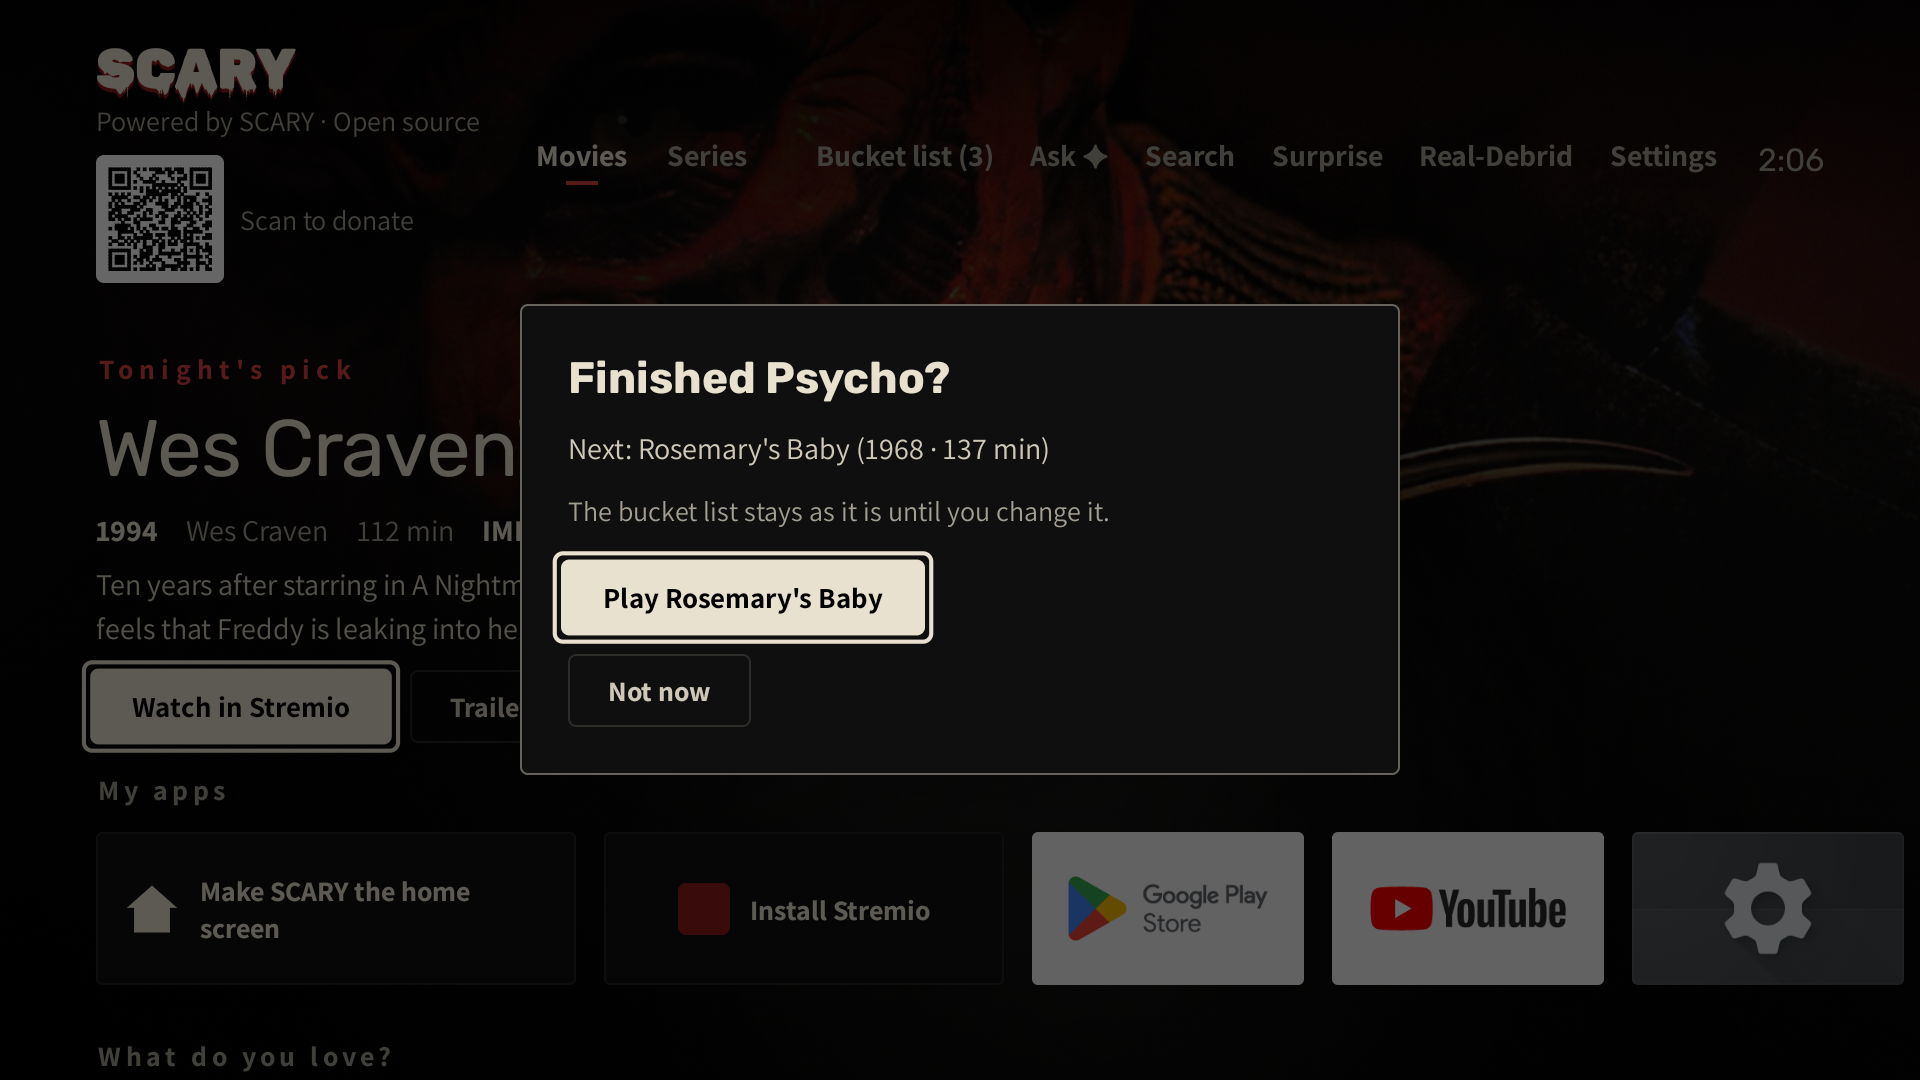 SCARY
Powered by SCARY · Open source
Scan to donate
Movies Series Bucket list (3) Ask ✦ Search Surprise Real-Debrid Settings 2:06
Tonight's pick
Wes Craven'
1994 Wes Craven 112 min
Ten years after starring in A
feels that Freddy is leaking into
Watch in Stremio
Finished Psycho?
Next: Rosemary's Baby (1968 · 137 min)
The bucket list stays as it is until you change it.
Play Rosemary's Baby
Not now
My apps
Make SCARY the home
screen
Install Stremio
Google Play
Store
YouTube
What do you love?